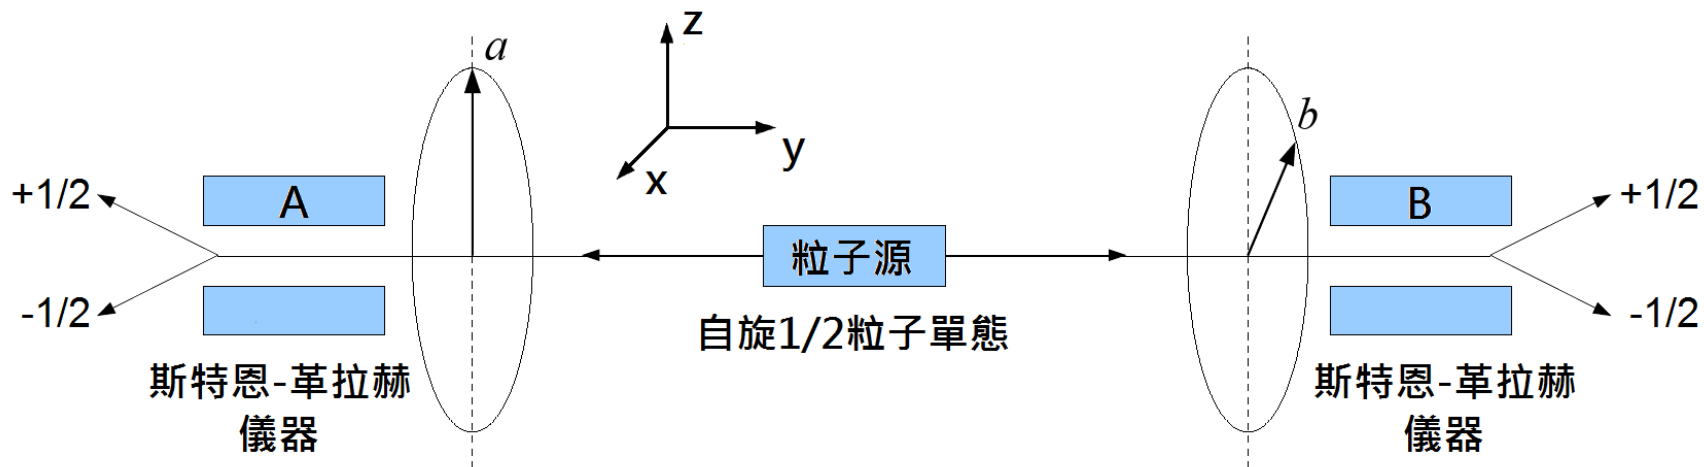 z
y
x
a
b
A
B
+1/2
-1/2
粒子源
+1/2
-1/2
自旋1/2粒子單態
斯特恩-革拉赫
儀器
斯特恩-革拉赫
儀器